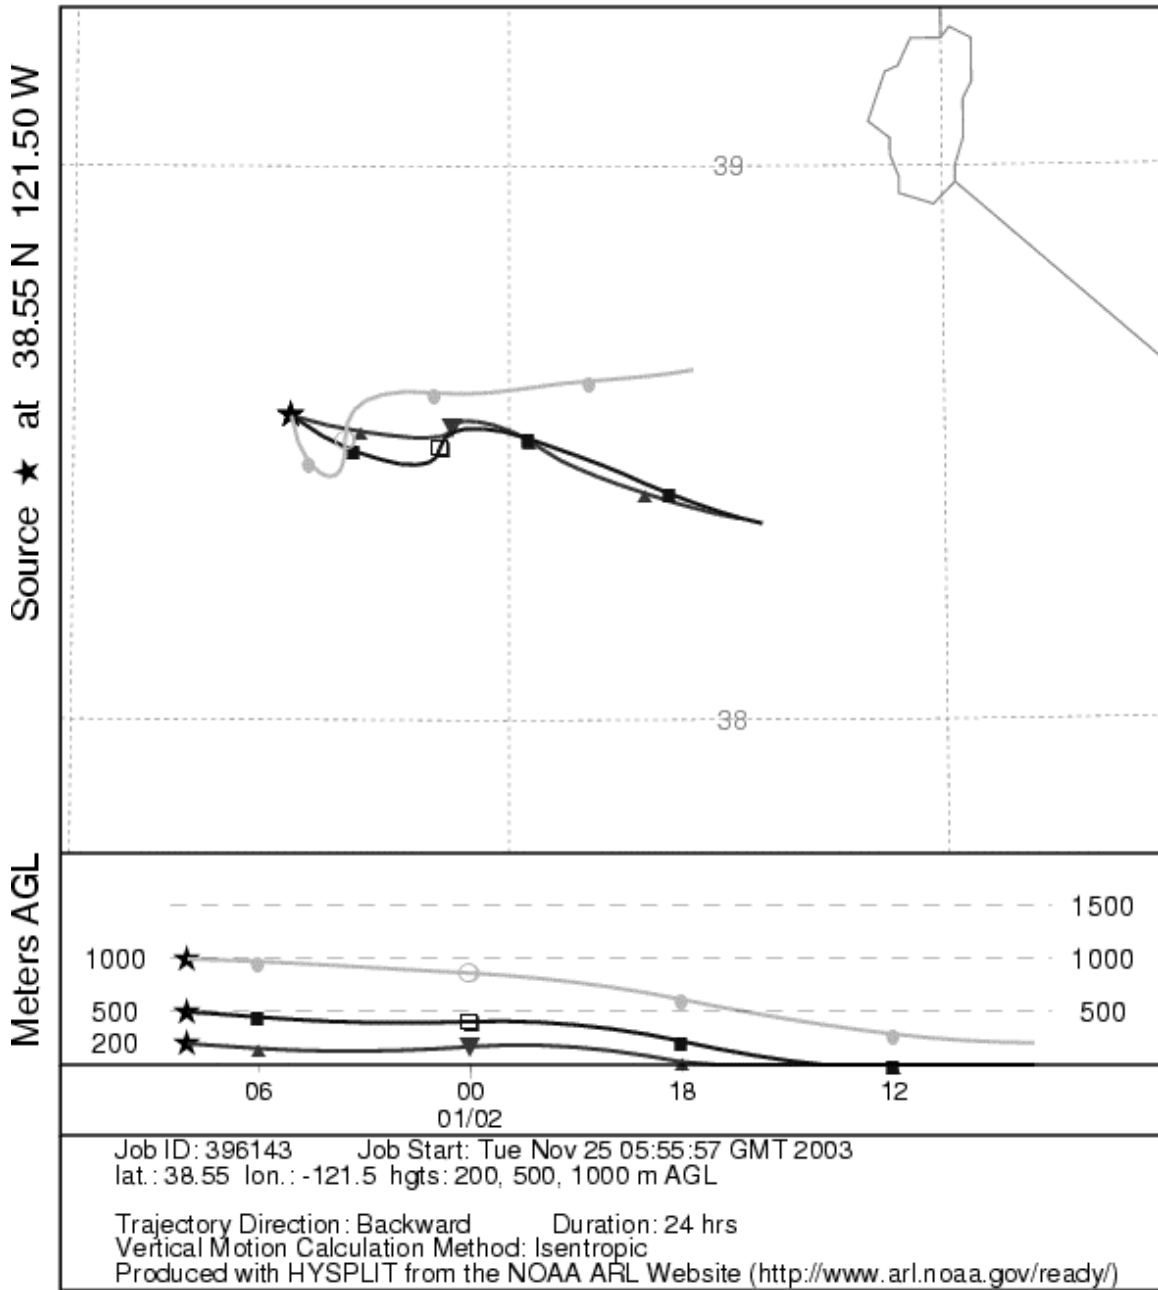 Source ★ at 38.55 N 121.50 W
39
38
Meters AGL
1500
1000 1000
500 500
200
06 00 18 12
01/02
Job ID: 396143 Job Start: Tue Nov 25 05:55:57 GMT 2003
lat.: 38.55 lon.: -121.5 hgts: 200, 500, 1000 m AGL
Trajectory Direction: Backward Duration: 24 hrs
Vertical Motion Calculation Method: Isentropic
Produced with HYSPLIT from the NOAA ARL Website (http://www.arl.noaa.gov/ready/)